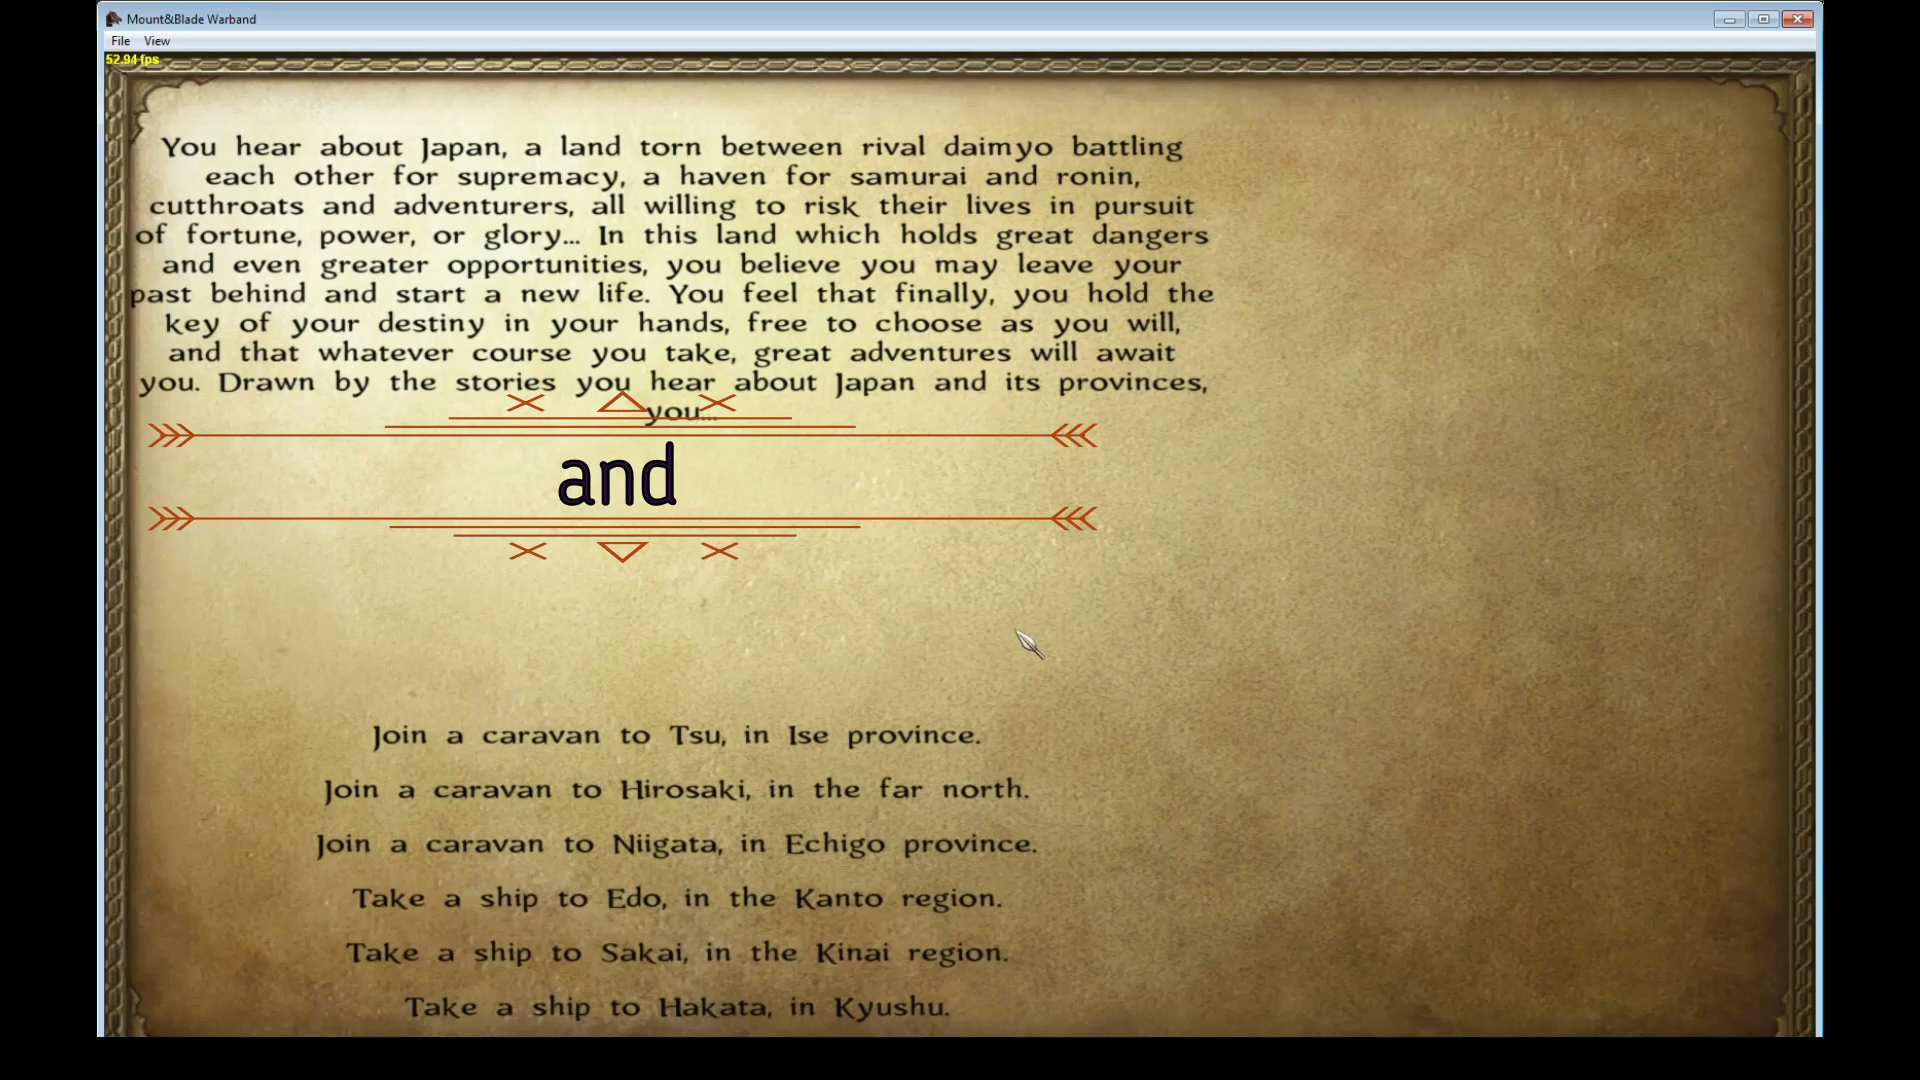 Mount&Blade Warband
File View
52.94 fps
You hear about Japan, a land torn between rival daimyo battling
each other for supremacy, a haven for samurai and ronin,
cutthroats and adventurers, all willing to risk their lives in pursuit
of fortune, power, or glory... In this land which holds great dangers
and even greater opportunities, you believe you may leave your
past behind and start a new life. You feel that finally, you hold the
key of your destiny in your hands, free to choose as you will,
and that whatever course you take, great adventures will await
you. Drawn by the stories you hear about Japan and its provinces,
you...
and
Join a caravan to Tsu, in Ise province.
Join a caravan to Hirosaki, in the far north.
Join a caravan to Niigata, in Echigo province.
Take a ship to Edo, in the Kanto region.
Take a ship to Sakai, in the Kinai region.
Take a ship to Hakata, in Kyushu.